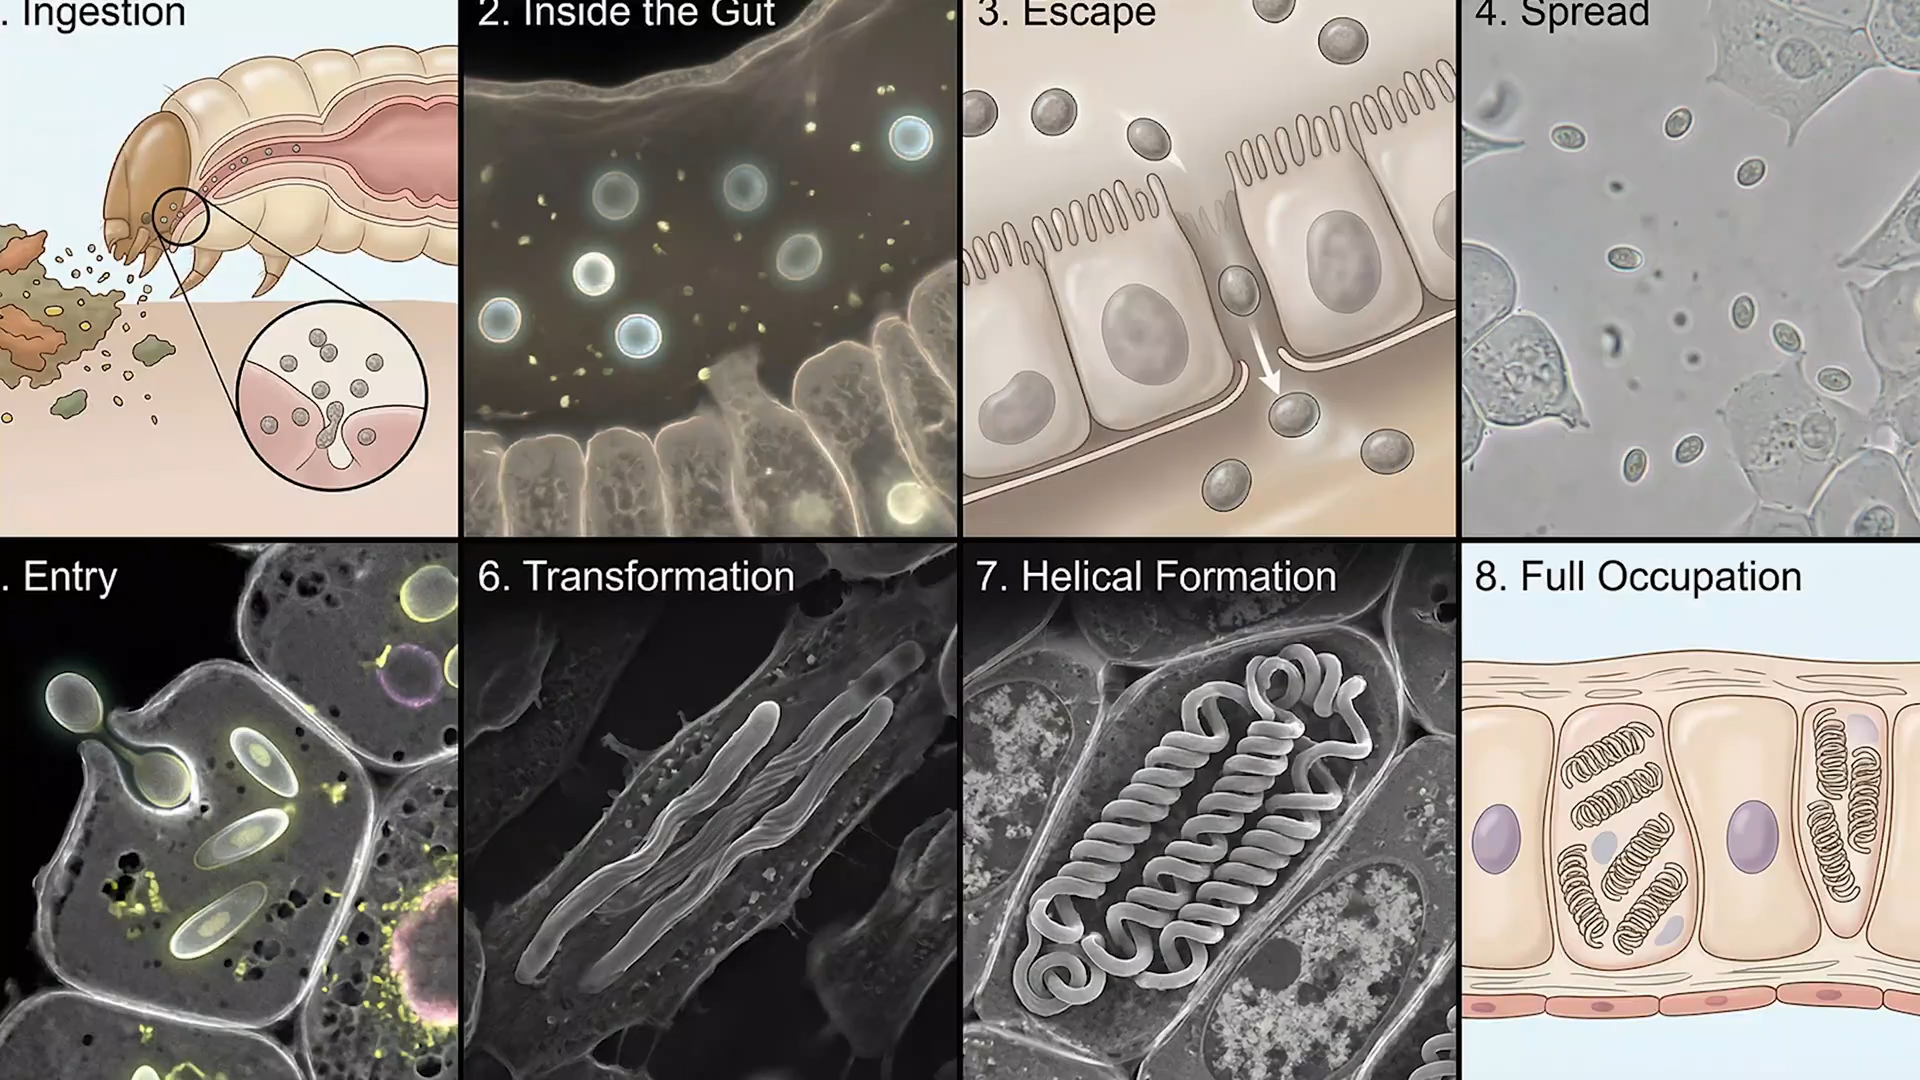 . Ingestion
2. Inside the Gut
3. Escape
4. Spread
. Entry
6. Transformation
7. Helical Formation
8. Full Occupation